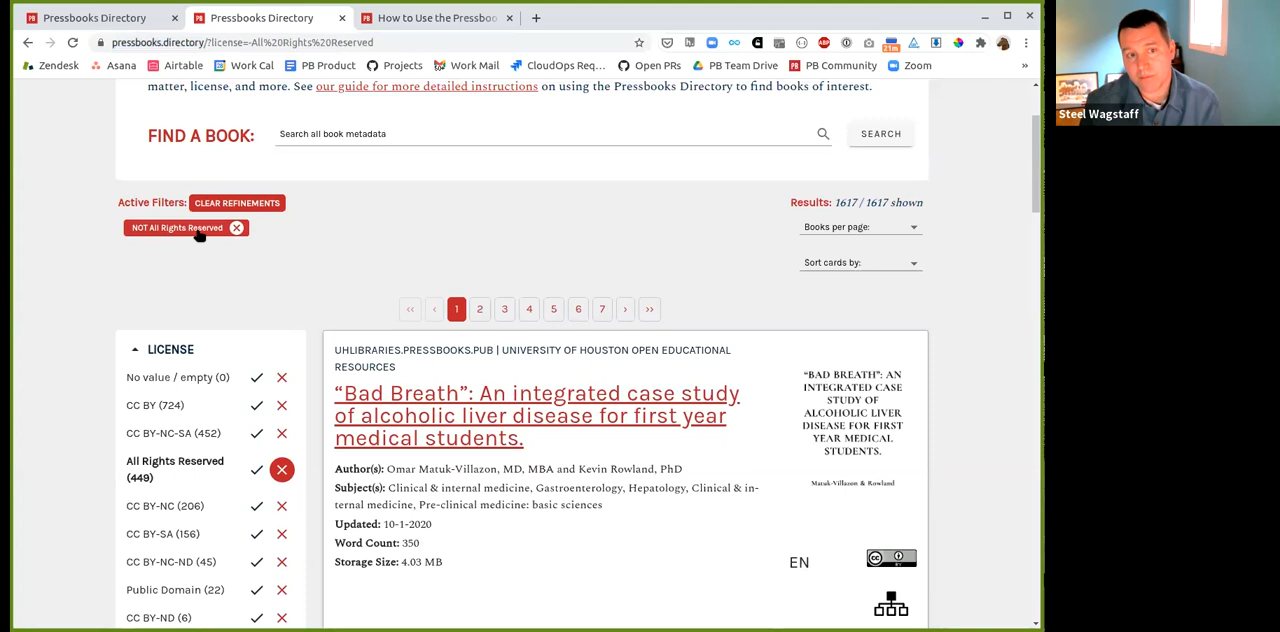 Pressbooks Directory
Pressbooks Directory
How to Use the Pressboo
pressbooks.directory/?license=-All%20Rights%20Reserved
21m
Zendesk
Asana
Airtable
Work Cal
PB Product
Projects
Work Mail
CloudOps Req…
Open PRs
PB Team Drive
PB Community
Zoom
»
matter, license, and more. See our guide for more detailed instructions on using the Pressbooks Directory to find books of interest.
FIND A BOOK:
Search all book metadata
SEARCH
Active Filters:
CLEAR REFINEMENTS
NOT All Rights Reserved
Results: 1617 / 1617 shown
Books per page:
Sort cards by:
‹‹ ‹ 1 2 3 4 5 6 7 › ››
LICENSE
No value / empty (0)
CC BY (724)
CC BY-NC-SA (452)
All Rights Reserved
(449)
CC BY-NC (206)
CC BY-SA (156)
CC BY-NC-ND (45)
Public Domain (22)
CC BY-ND (6)
UHLIBRARIES.PRESSBOOKS.PUB | UNIVERSITY OF HOUSTON OPEN EDUCATIONAL
RESOURCES
“Bad Breath”: An integrated case study
of alcoholic liver disease for first year
medical students.
Author(s): Omar Matuk-Villazon, MD, MBA and Kevin Rowland, PhD
Subject(s): Clinical & internal medicine, Gastroenterology, Hepatology, Clinical & in-
ternal medicine, Pre-clinical medicine: basic sciences
Updated: 10-1-2020
Word Count: 350
Storage Size: 4.03 MB
“BAD BREATH”: AN
INTEGRATED CASE
STUDY OF
ALCOHOLIC LIVER
DISEASE FOR FIRST
YEAR MEDICAL
STUDENTS.
Matuk-Villazon & Rowland
EN
CC
BY
Steel Wagstaff